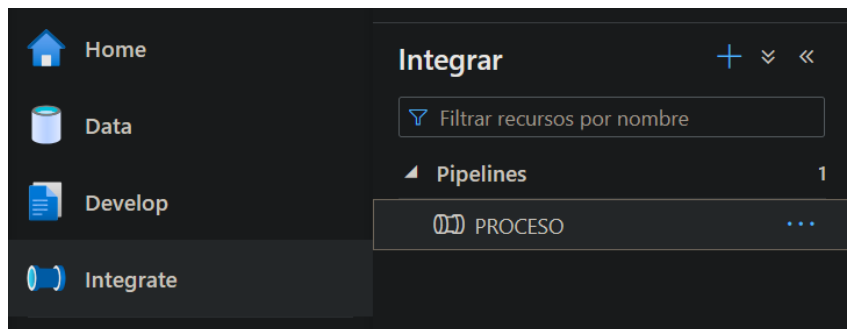 Home
Data
Develop
Integrate
Integrar
Filtrar recursos por nombre
Pipelines 1
PROCESO